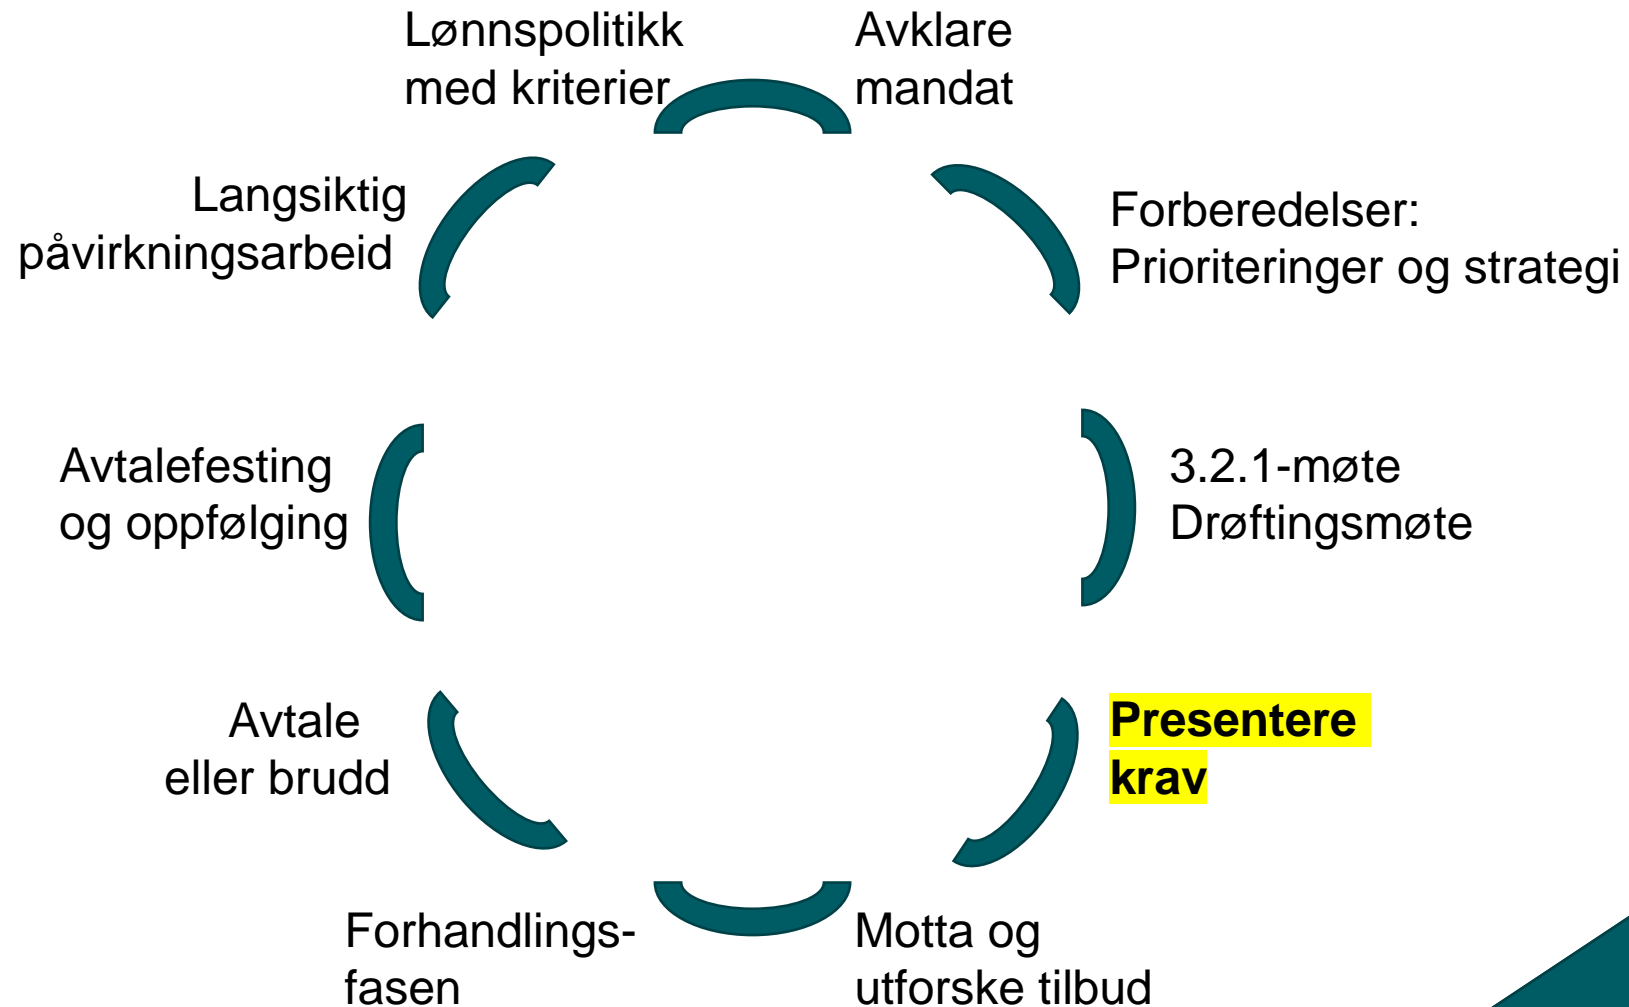 Lønnspolitikk
med kriterier
Avklare
mandat
Forberedelser:
Prioriteringer og strategi
3.2.1-møte
Drøftingsmøte
Presentere
krav
Motta og
utforske tilbud
Forhandlings-
fasen
Avtale
eller brudd
Avtalefesting
og oppfølging
Langsiktig
påvirkningsarbeid